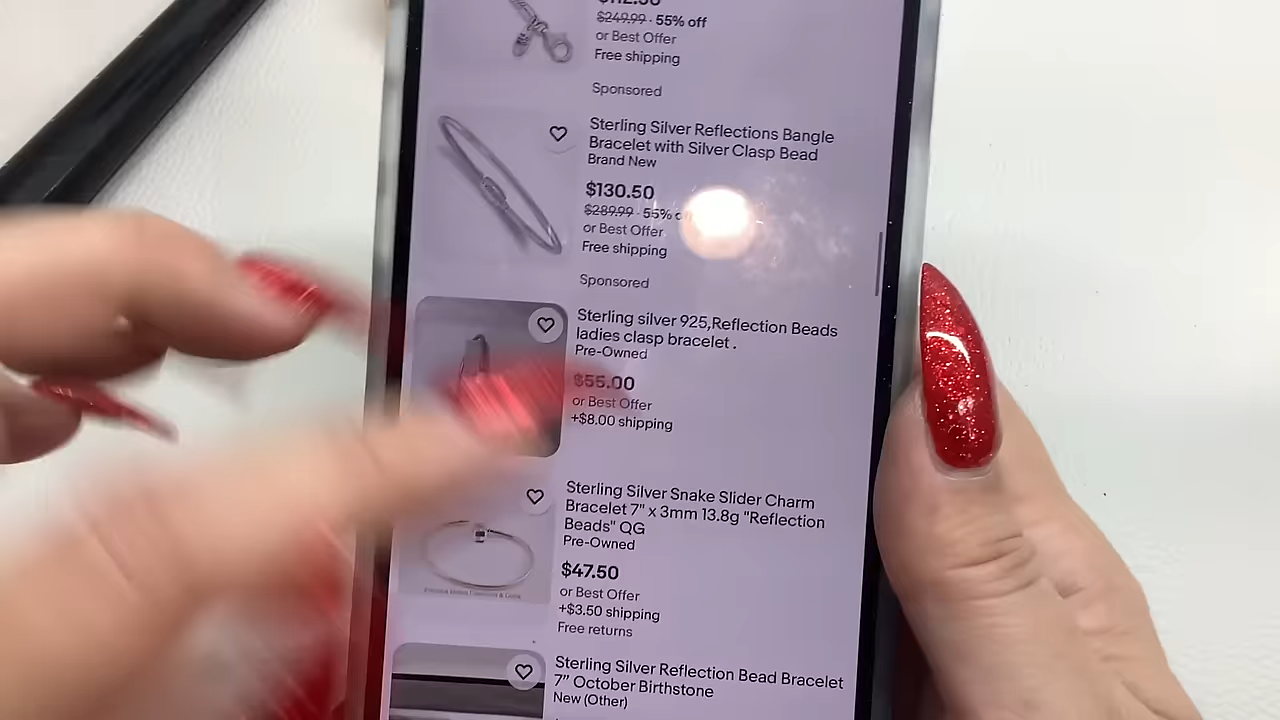 $249.99 · 55% off
or Best Offer
Free shipping
Sponsored
Sterling Silver Reflections Bangle
Bracelet with Silver Clasp Bead
Brand New
$130.50
$289.99 · 55%
or Best Offer
Free shipping
Sponsored
Sterling silver 925,Reflection Beads
ladies clasp bracelet .
Pre-Owned
$55.00
or Best Offer
+$8.00 shipping
Sterling Silver Snake Slider Charm
Bracelet 7" x 3mm 13.8g "Reflection
Beads" QG
Pre-Owned
$47.50
or Best Offer
+$3.50 shipping
Free returns
Sterling Silver Reflection Bead Bracelet
7” October Birthstone
New (Other)